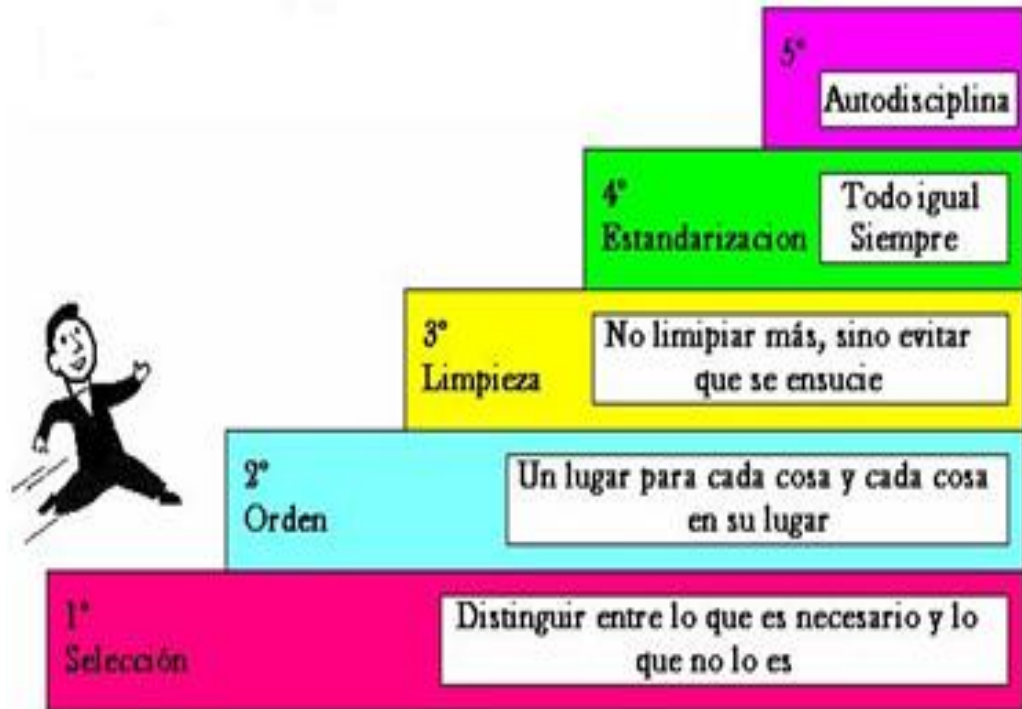 5°
Autodisciplina
4°
Estandarizacion
Todo igual
Siempre
3°
Limpieza
No limipiar más, sino evitar
que se ensucie
2°
Orden
Un lugar para cada cosa y cada cosa
en su lugar
1°
Selección
Distinguir entre lo que es necesario y lo
que no lo es